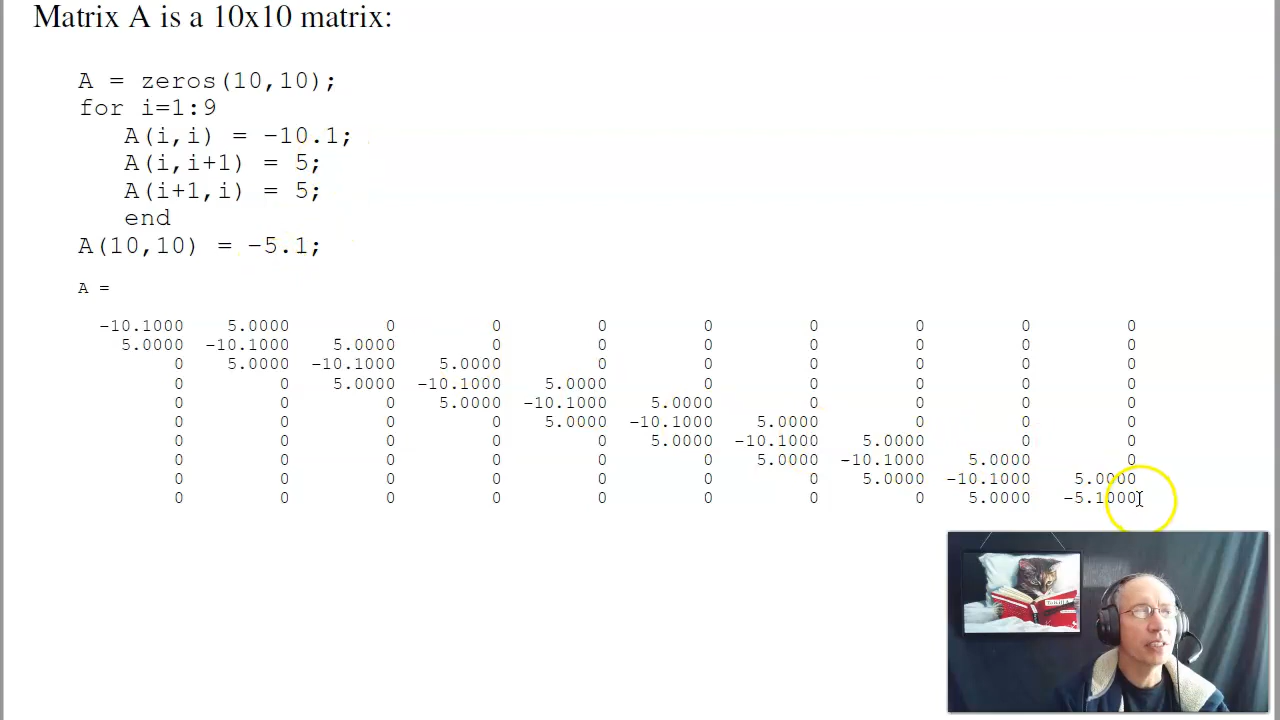 Matrix A is a 10x10 matrix:
A = zeros(10,10);
for i=1:9
A(i,i) = -10.1;
A(i,i+1) = 5;
A(i+1,i) = 5;
end
A(10,10) = -5.1;
A =
-10.1000 5.0000 0 0 0 0 0 0 0 0
5.0000 -10.1000 5.0000 0 0 0 0 0 0 0
0 5.0000 -10.1000 5.0000 0 0 0 0 0 0
0 0 5.0000 -10.1000 5.0000 0 0 0 0 0
0 0 0 5.0000 -10.1000 5.0000 0 0 0 0
0 0 0 0 5.0000 -10.1000 5.0000 0 0 0
0 0 0 0 0 5.0000 -10.1000 5.0000 0 0
0 0 0 0 0 0 5.0000 -10.1000 5.0000 0
0 0 0 0 0 0 0 5.0000 -10.1000 5.0000
0 0 0 0 0 0 0 0 5.0000 -5.1000